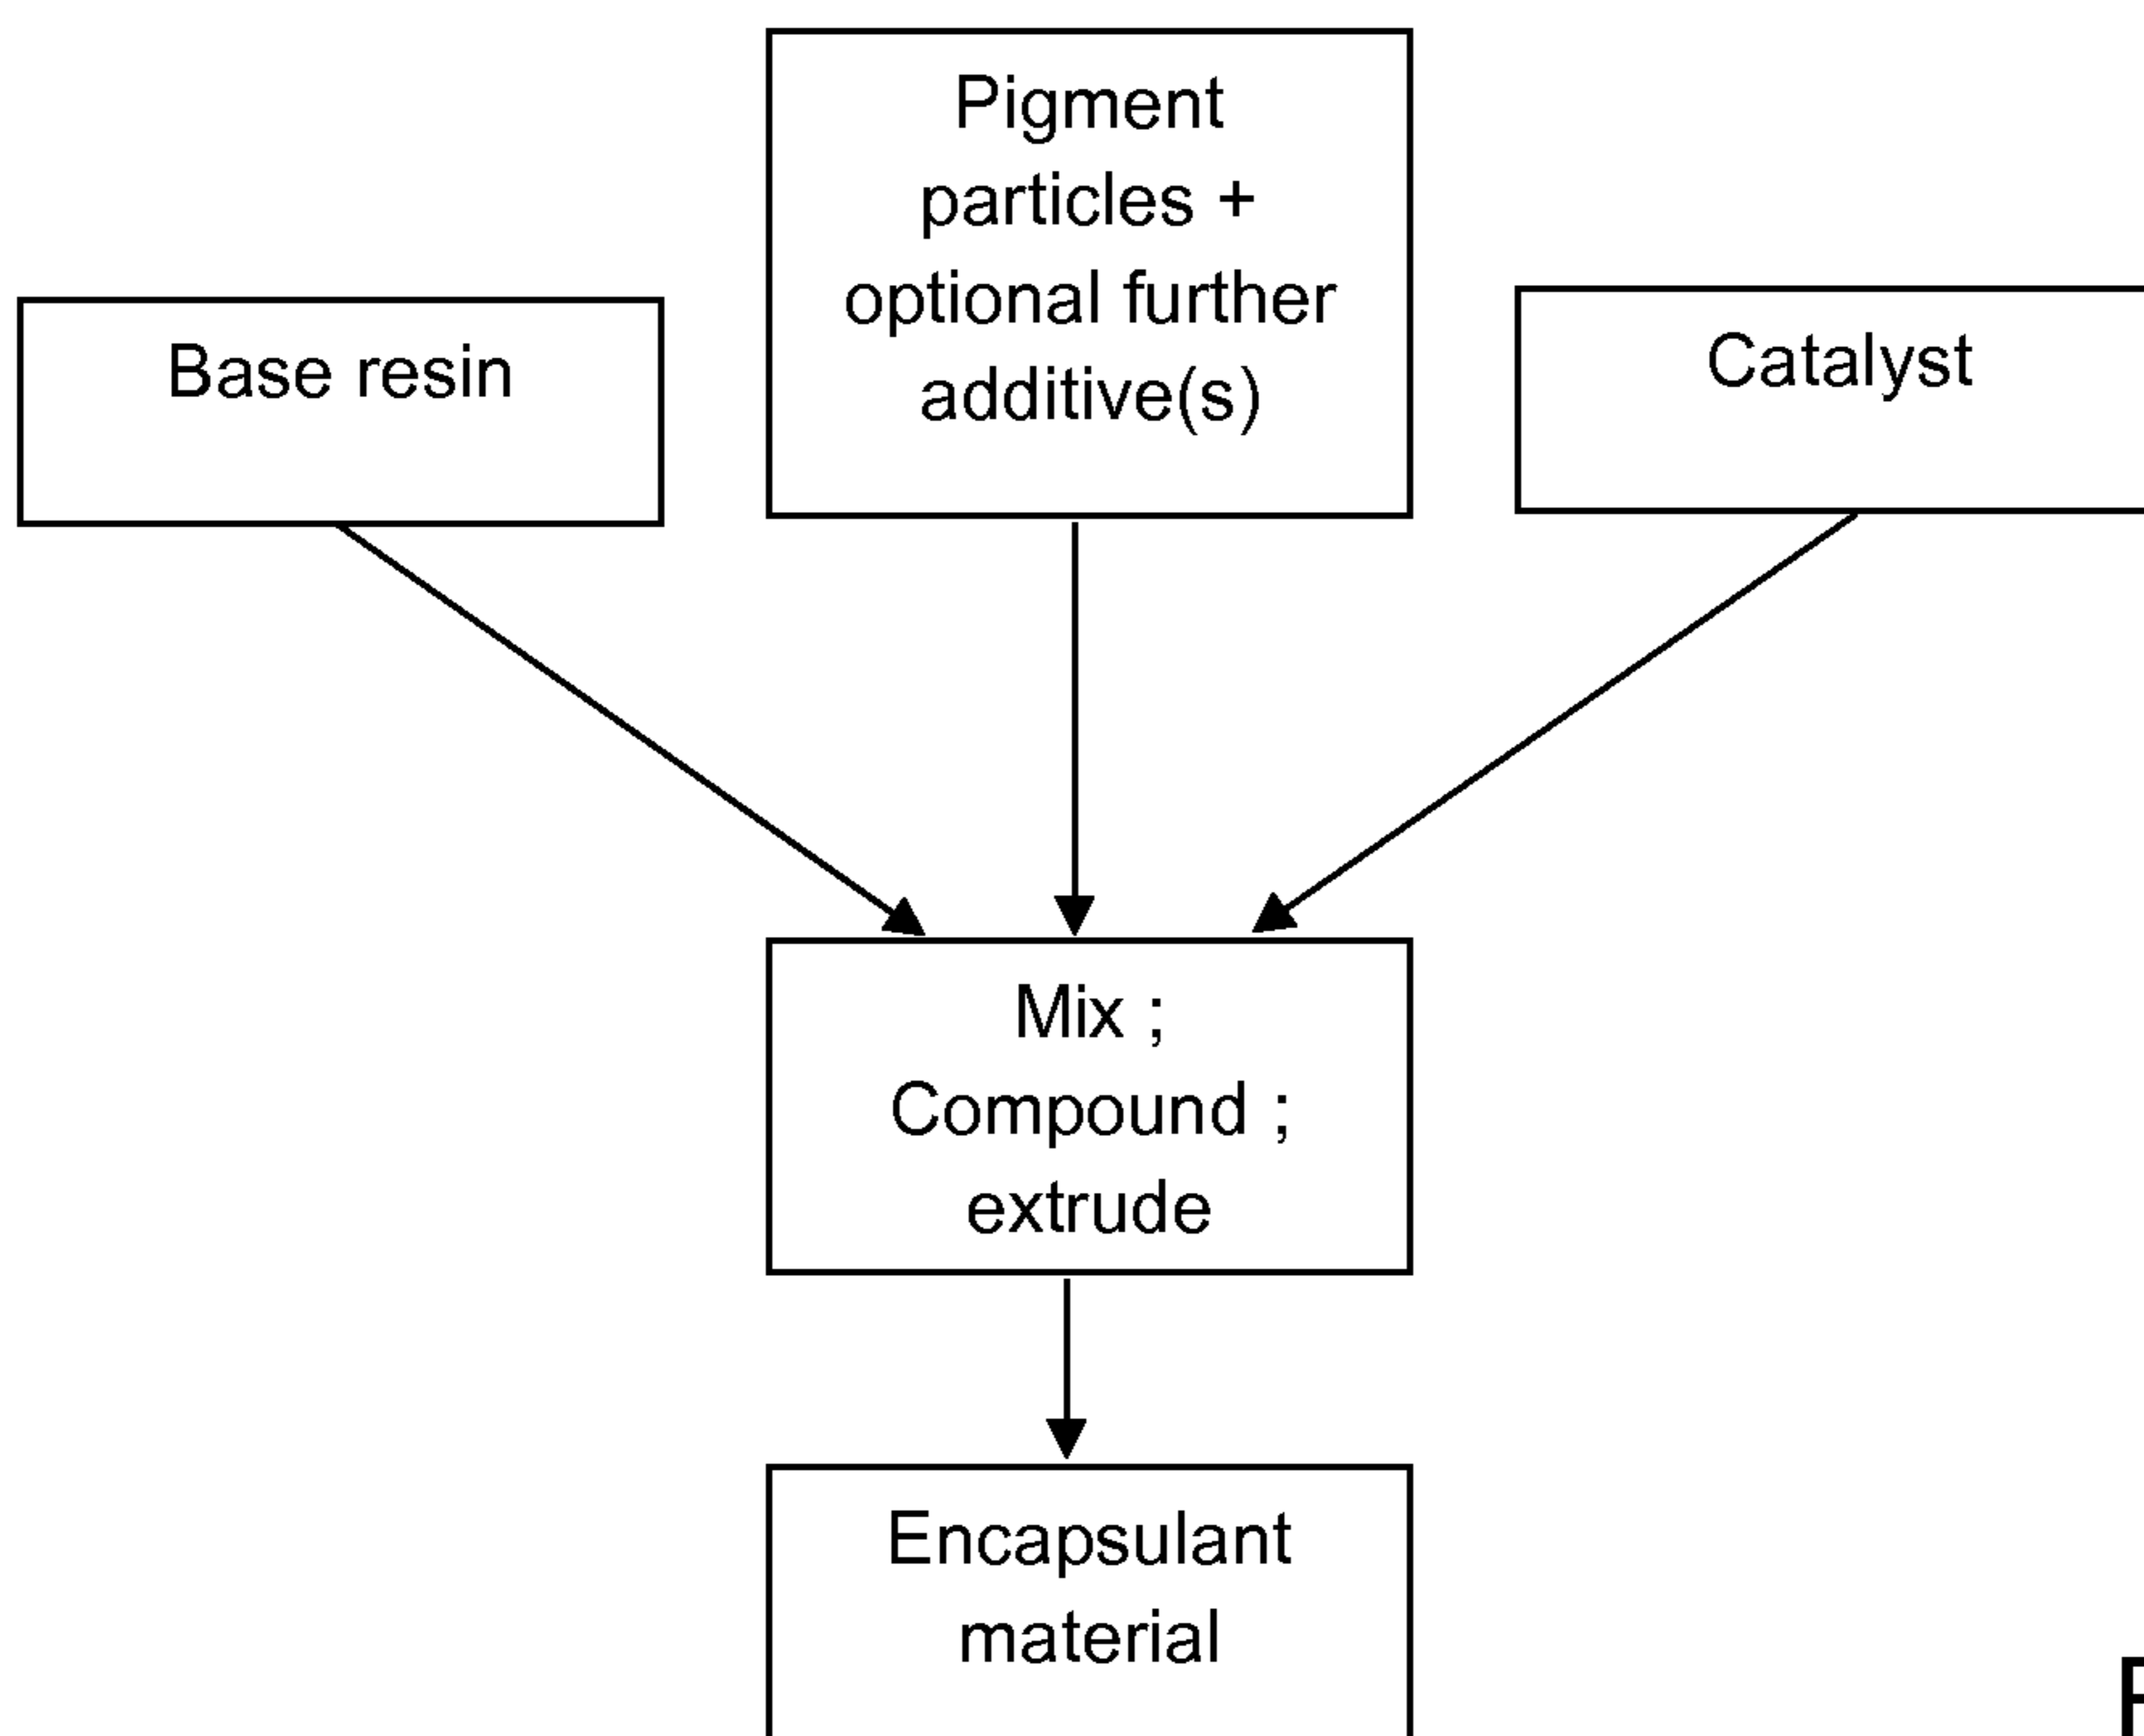 Pigment
particles +
optional further
additive(s)
Base resin
Catalyst
Mix ;
Compound ;
extrude
Encapsulant
material